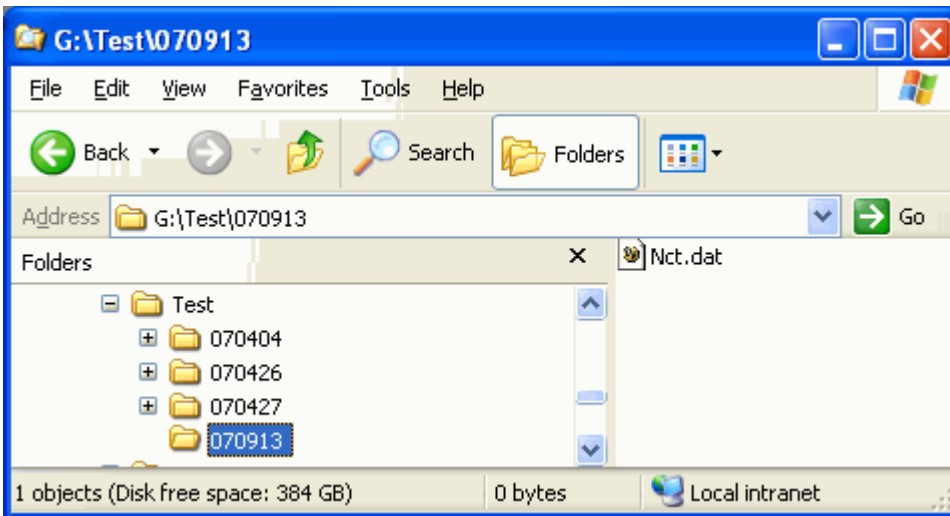 G:\Test\070913
File Edit View Favorites Tools Help
Back Search Folders
Address G:\Test\070913 Go
Folders Nct.dat
Test
070404
070426
070427
070913
1 objects (Disk free space: 384 GB) 0 bytes Local intranet